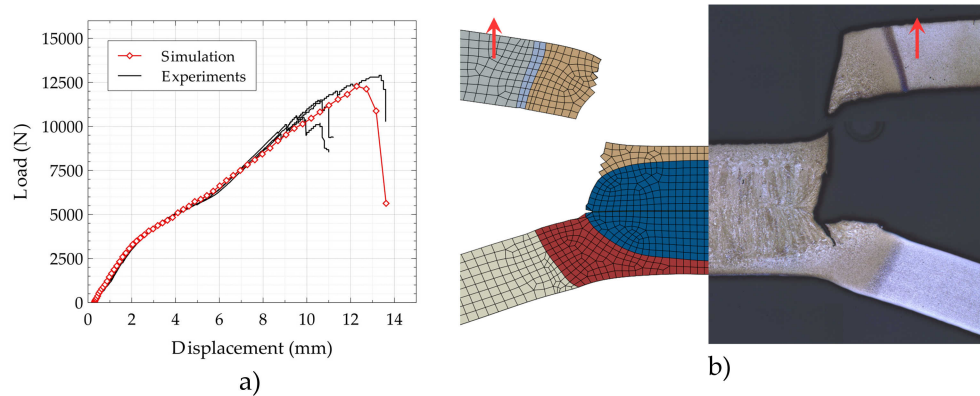 15000
12500
10000
7500
5000
2500
0
Load (N)
Simulation
Experiments
0 2 4 6 8 10 12 14
Displacement (mm)
a)
b)